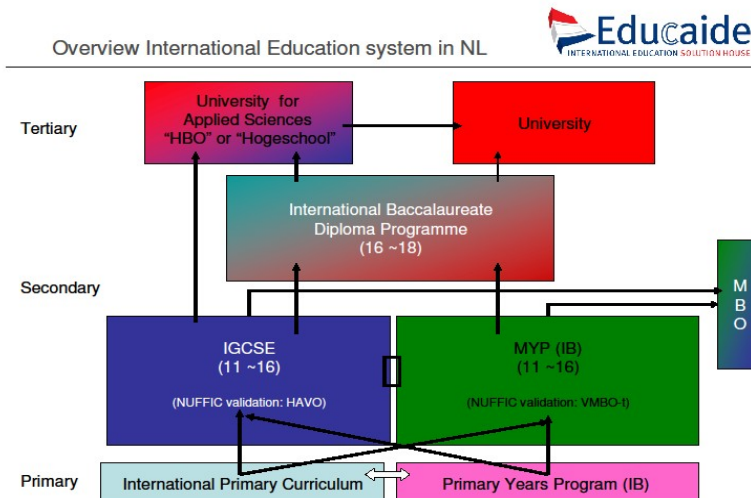 Overview International Education system in NL
Educaide
INTERNATIONAL EDUCATION SOLUTION HOUSE
Tertiary
University for
Applied Sciences
“HBO” or “Hogeschool”
University
International Baccalaureate
Diploma Programme
(16 ~18)
Secondary
M
B
O
IGCSE
(11 ~16)
(NUFFIC validation: HAVO)
MYP (IB)
(11 ~16)
(NUFFIC validation: VMBO-t)
Primary
International Primary Curriculum
Primary Years Program (IB)